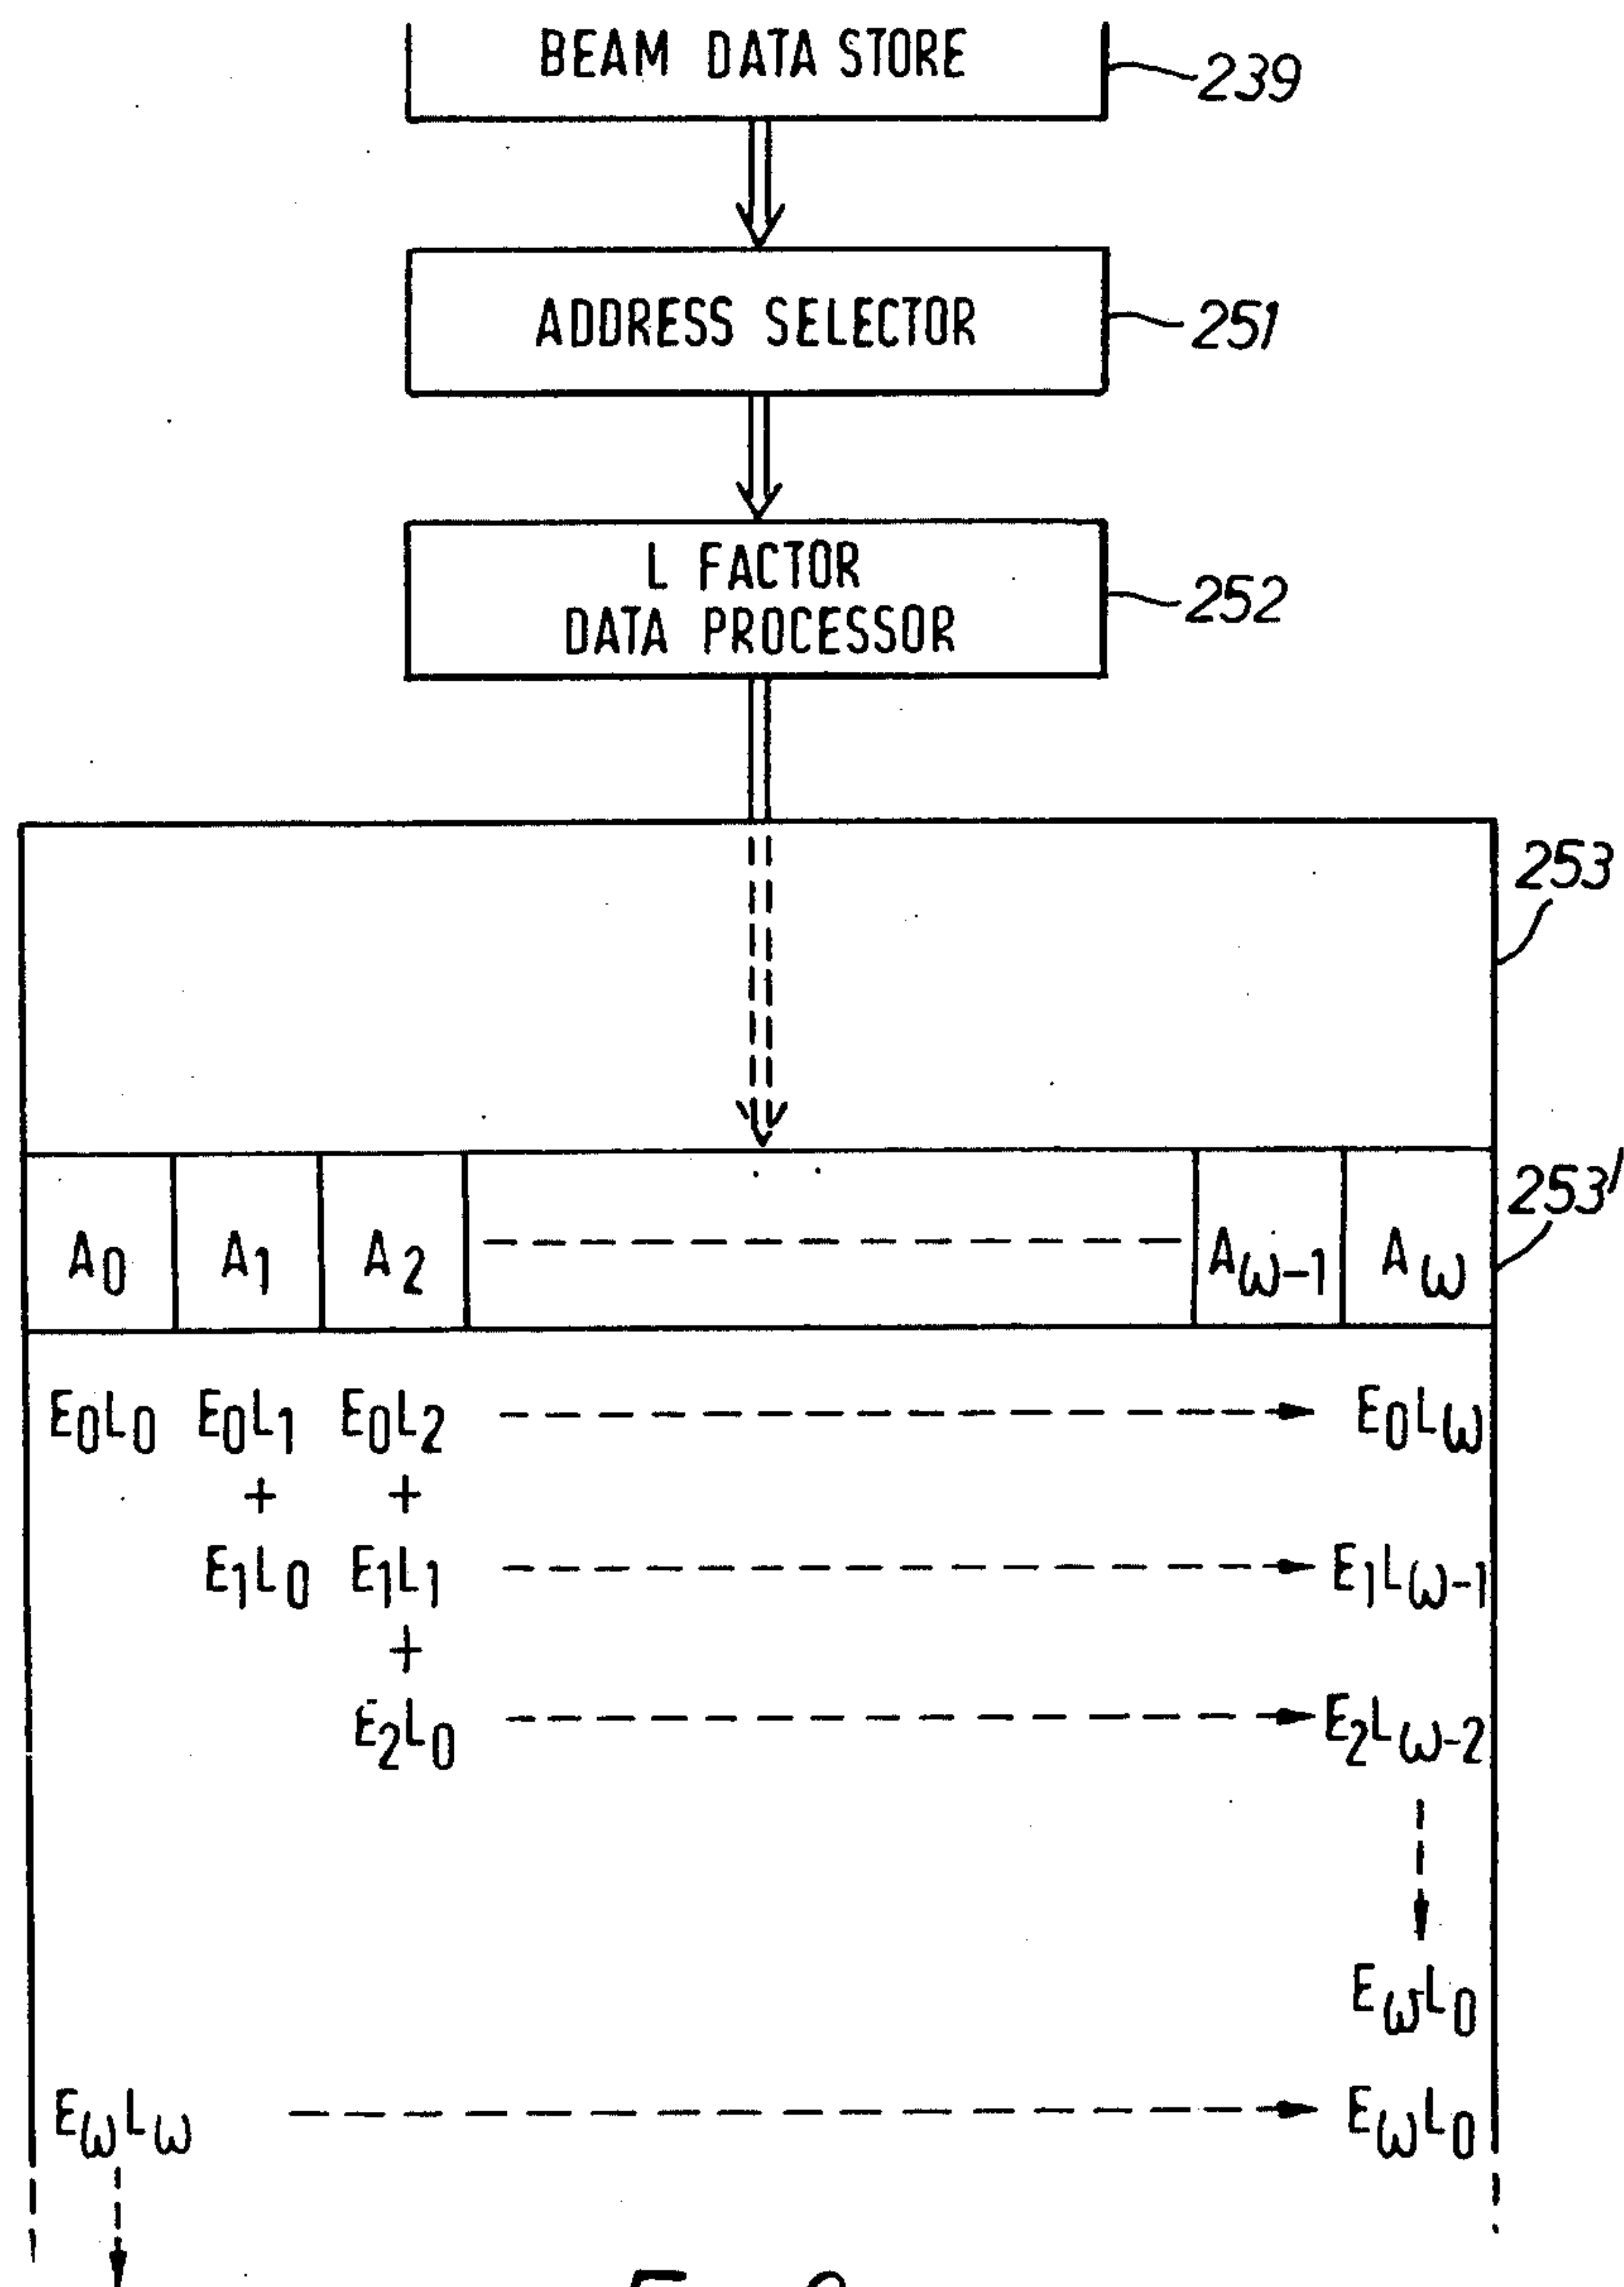 BEAM DATA STORE
239
ADDRESS SELECTOR
251
L FACTOR
DATA PROCESSOR
252
253
253'
A₀ A₁ A₂ Aω-1 Aω
E₀L₀ E₀L₁ E₀L₂ E₀Lω
+ +
E₁L₀ E₁L₁ E₁Lω-1
+
E₂L₀ E₂Lω-2
EωL₀
EωLω EωL₀